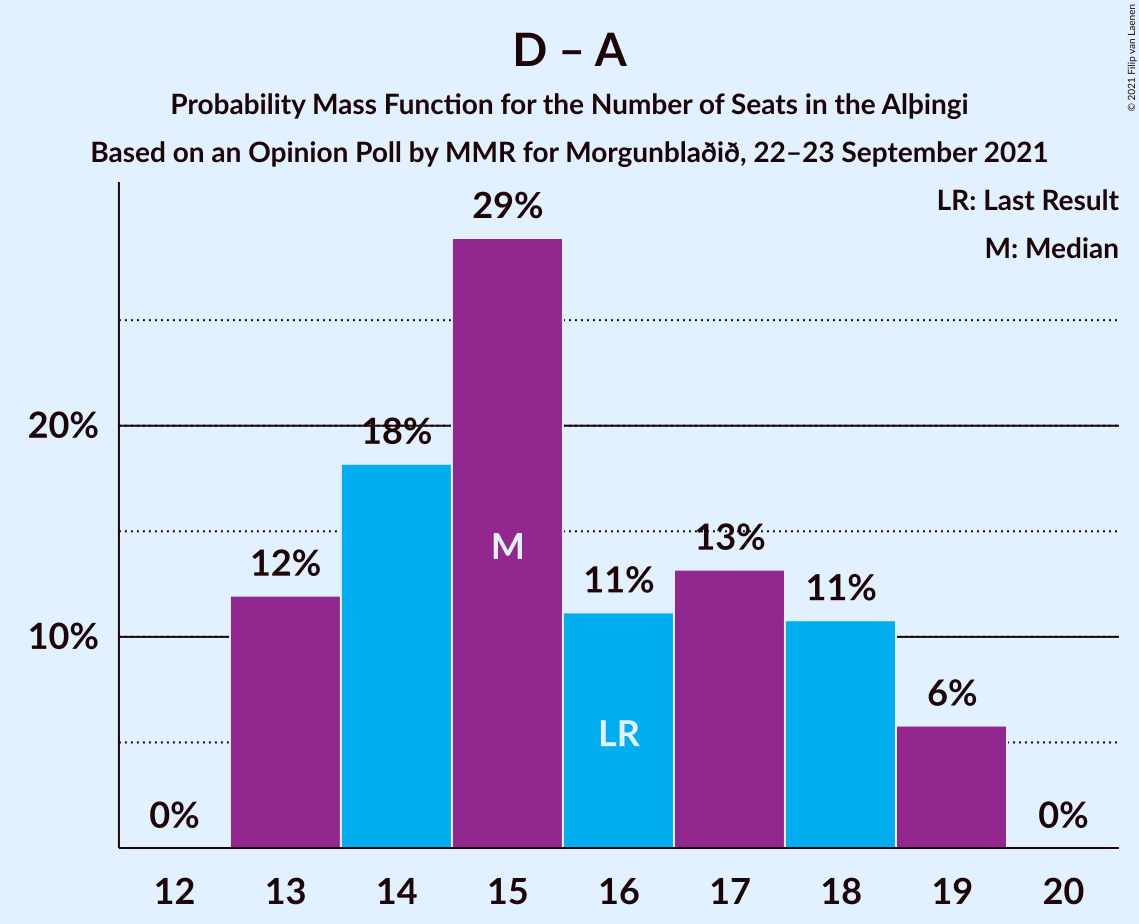 © 2021 Filip van Laenen
D – A
Probability Mass Function for the Number of Seats in the Alþingi
Based on an Opinion Poll by MMR for Morgunblaðið, 22–23 September 2021
LR: Last Result
M: Median
29%
20%
18%
M
13%
12%
11%
11%
10%
LR
6%
0%
0%
12 13 14 15 16 17 18 19 20